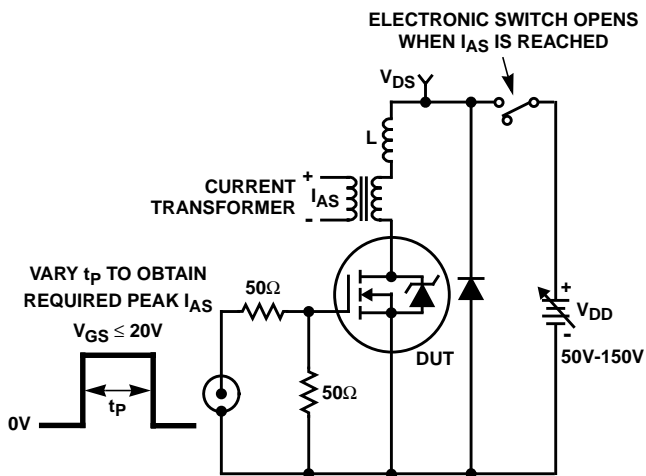 ELECTRONIC SWITCH OPENS
WHEN IAS IS REACHED
VDS
L
+
CURRENT
TRANSFORMER
IAS
-
VARY tP TO OBTAIN
REQUIRED PEAK IAS
50Ω
VGS ≤ 20V
+
VDD
-
50V-150V
DUT
50Ω
tP
0V